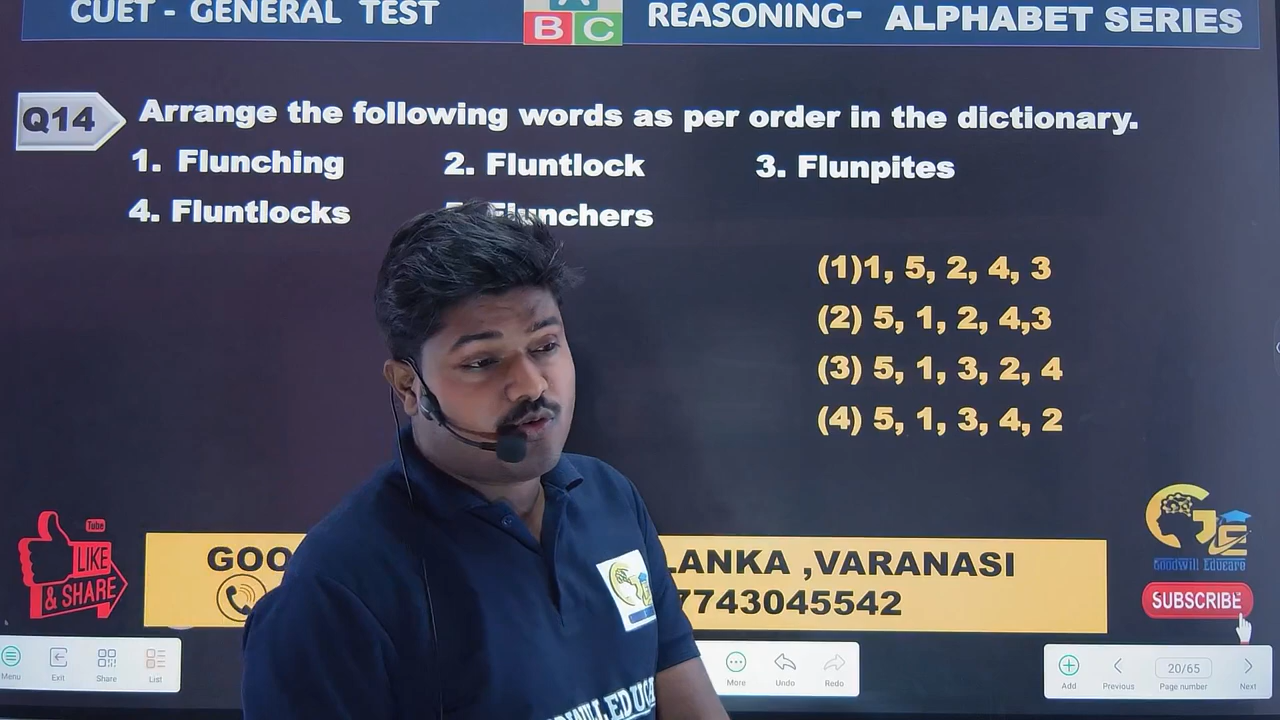 CUET - GENERAL TEST
A
B C
REASONING- ALPHABET SERIES
Q14 Arrange the following words as per order in the dictionary.
1. Flunching 2. Fluntlock 3. Flunpites
4. Fluntlocks 5. Flunchers
(1)1, 5, 2, 4, 3
(2) 5, 1, 2, 4,3
(3) 5, 1, 3, 2, 4
(4) 5, 1, 3, 4, 2
Tube
LIKE
& SHARE
GOO
LANKA ,VARANASI
7743045542
GE
Goodwill Educare
SUBSCRIBE
Menu Exit Share List
More Undo Redo
Add Previous 20/65 Page number Next